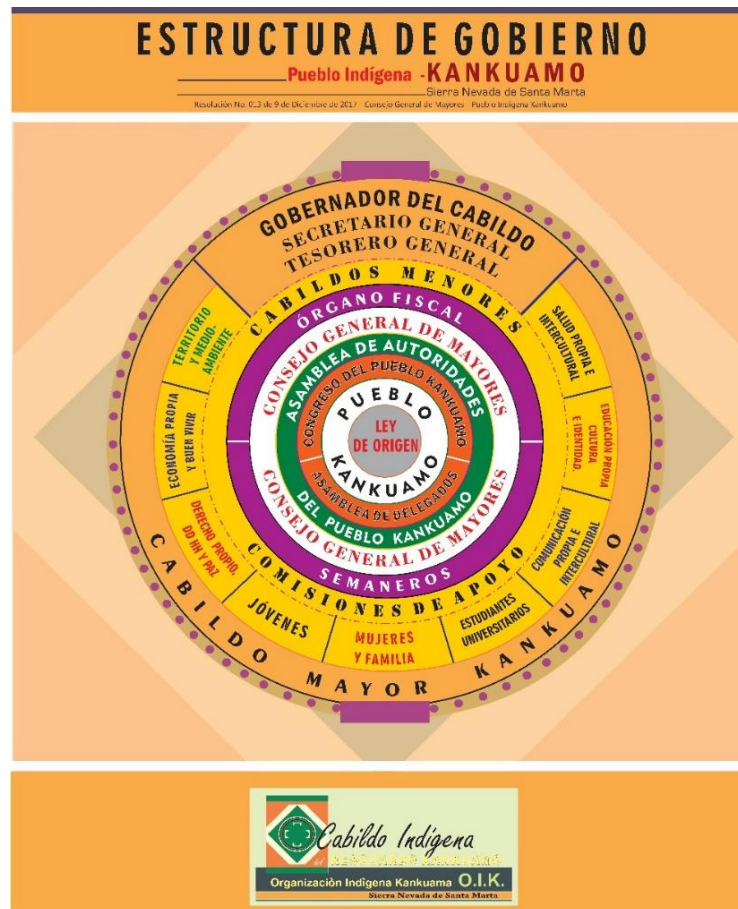 ESTRUCTURA DE GOBIERNO
Pueblo Indígena - KANKUAMO
Sierra Nevada de Santa Marta
Resolución No. 013 de 9 de Diciembre de 2017 - Consejo General de Mayores - Pueblo Indígena Kankuamo
GOBERNADOR DEL CABILDO
SECRETARIO GENERAL
TESORERO GENERAL
CABILDOS MENORES
ÓRGANO FISCAL
CONSEJO GENERAL DE MAYORES
ASAMBLEA DE AUTORIDADES
CONGRESO DEL PUEBLO KANKUAMO
PUEBLO
LEY
DE ORIGEN
KANKUAMO
ASAMBLEA DE DELEGADOS
DEL PUEBLO KANKUAMO
CONSEJO GENERAL DE MAYORES
SEMANEROS
COMISIONES DE APOYO
TERRITORIO
Y MEDIO-
AMBIENTE
ECONOMÍA PROPIA
Y BUEN VIVIR
DERECHO PROPIO,
DD HH Y PAZ
JÓVENES
MUJERES
Y FAMILIA
ESTUDIANTES
UNIVERSITARIOS
COMUNICACIÓN
PROPIA E
INTERCULTURAL
EDUCACIÓN PROPIA
CULTURA
E IDENTIDAD
SALUD PROPIA E
INTERCULTURAL
CABILDO MAYOR KANKUAMO
Cabildo Indígena
del RESGUARDO KANKUAMO
Organización Indígena Kankuama O.I.K.
Sierra Nevada de Santa Marta